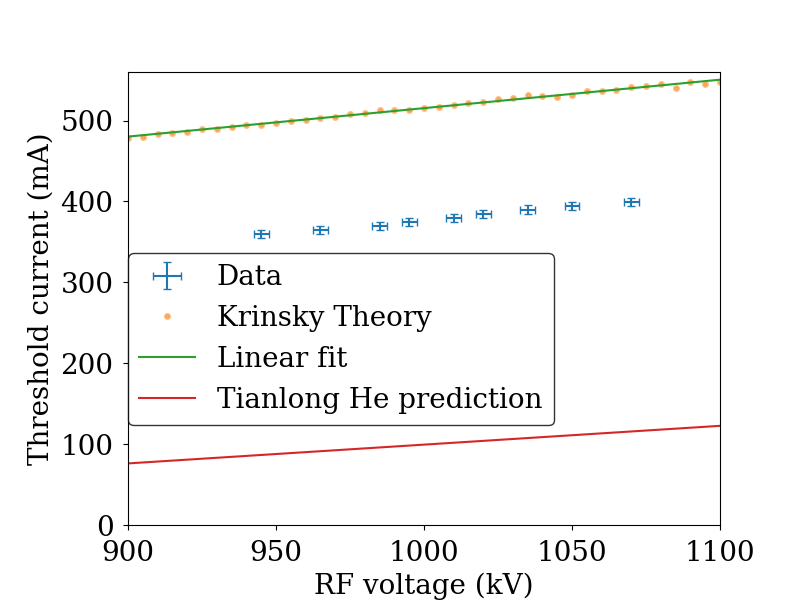 Threshold current (mA)
500
400
300
200
100
0
Data
Krinsky Theory
Linear fit
Tianlong He prediction
900
950
1000
1050
1100
RF voltage (kV)